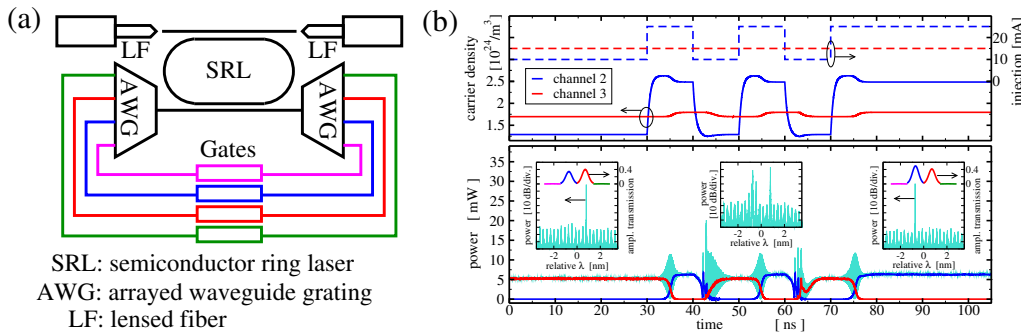 (a)
LF
LF
SRL
AWG
AWG
Gates
SRL: semiconductor ring laser
AWG: arrayed waveguide grating
LF: lensed fiber
(b)
carrier density
[10²⁴/m³]
2.5
2
1.5
channel 2
channel 3
20
10
0
injection [mA]
power [mW]
35
30
25
20
15
10
5
0
power [10 dB/div.]
-2 0 2
relative λ [nm]
0.4
0
ampl. transmission
power
[10 dB/div.]
-2 0 2
relative λ [nm]
power [10 dB/div.]
-2 0 2
relative λ [nm]
0.4
0
ampl. transmission
0 10 20 30 40 50 60 70 80 90 100
time [ns]